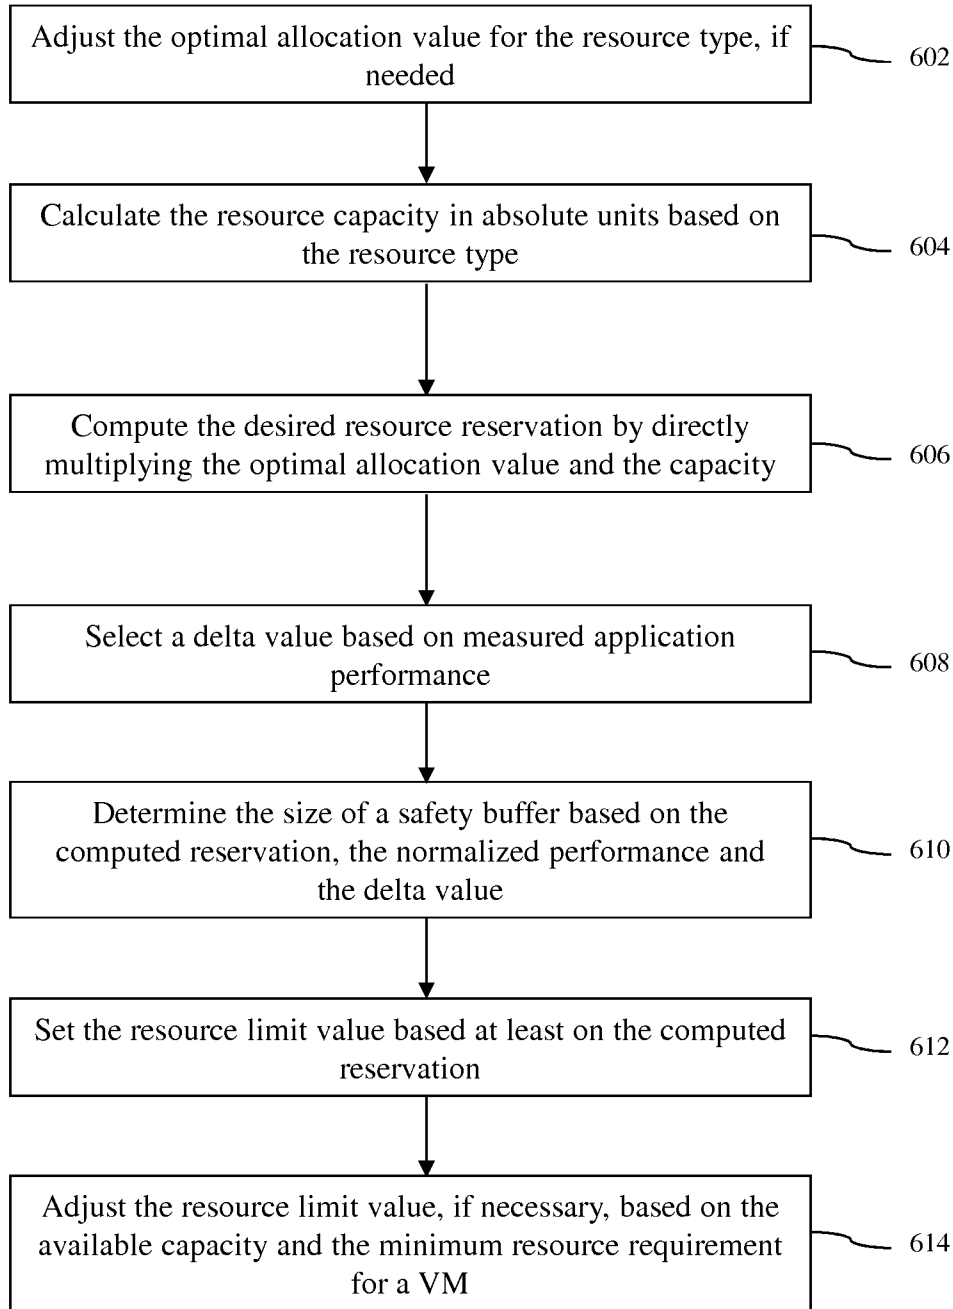 Adjust the optimal allocation value for the resource type, if
needed
602
Calculate the resource capacity in absolute units based on
the resource type
604
Compute the desired resource reservation by directly
multiplying the optimal allocation value and the capacity
606
Select a delta value based on measured application
performance
608
Determine the size of a safety buffer based on the
computed reservation, the normalized performance and
the delta value
610
Set the resource limit value based at least on the computed
reservation
612
Adjust the resource limit value, if necessary, based on the
available capacity and the minimum resource requirement
for a VM
614